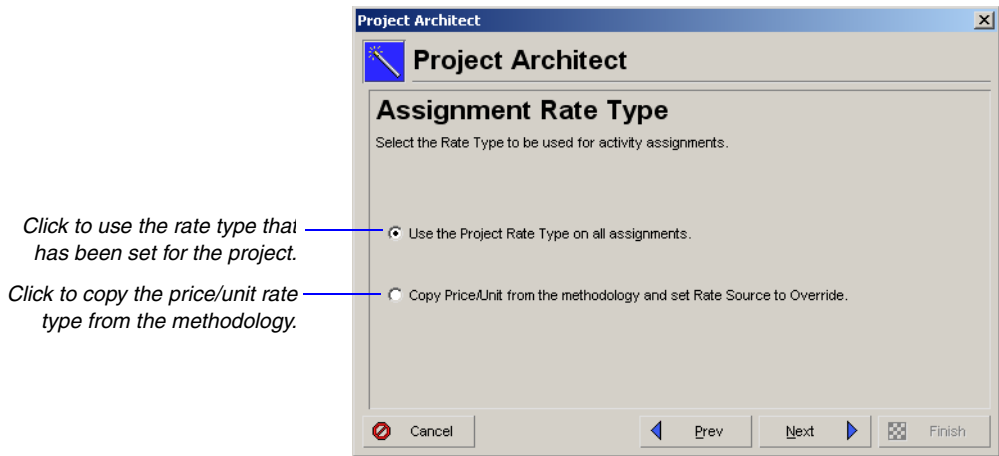 Project Architect
Project Architect
Assignment Rate Type
Select the Rate Type to be used for activity assignments.
Click to use the rate type that
has been set for the project.
Use the Project Rate Type on all assignments.
Click to copy the price/unit rate
type from the methodology.
Copy Price/Unit from the methodology and set Rate Source to Override.
Cancel
Prev
Next
Finish